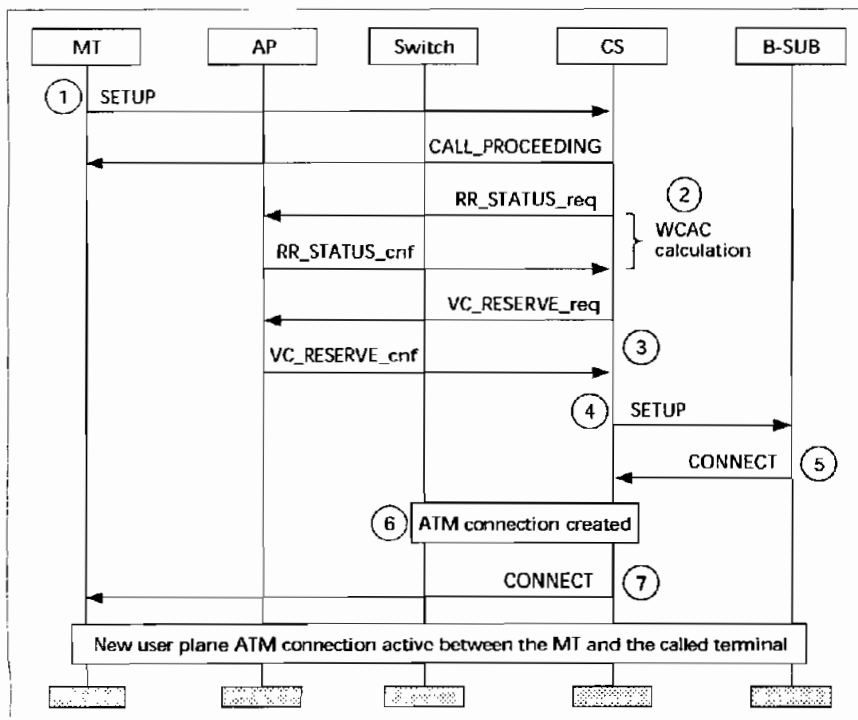 MT AP Switch CS B-SUB
1 SETUP
CALL_PROCEEDING
RR_STATUS_req 2
WCAC
calculation
RR_STATUS_cnf
VC_RESERVE_req
VC_RESERVE_cnf 3
4 SETUP
CONNECT 5
6 ATM connection created
CONNECT 7
New user plane ATM connection active between the MT and the called terminal